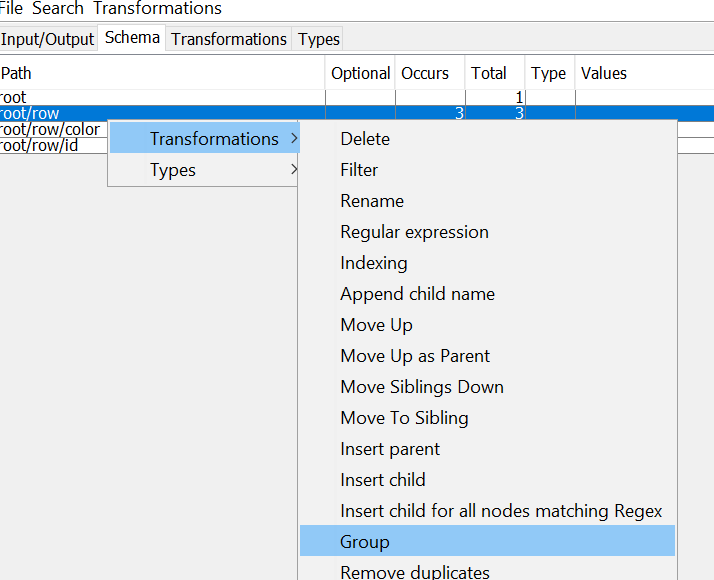 File Search Transformations
Input/Output Schema Transformations Types
Path Optional Occurs Total Type Values
root 1
root/row 3 3
root/row/color
root/row/id
Transformations
Types
Delete
Filter
Rename
Regular expression
Indexing
Append child name
Move Up
Move Up as Parent
Move Siblings Down
Move To Sibling
Insert parent
Insert child
Insert child for all nodes matching Regex
Group
Remove duplicates